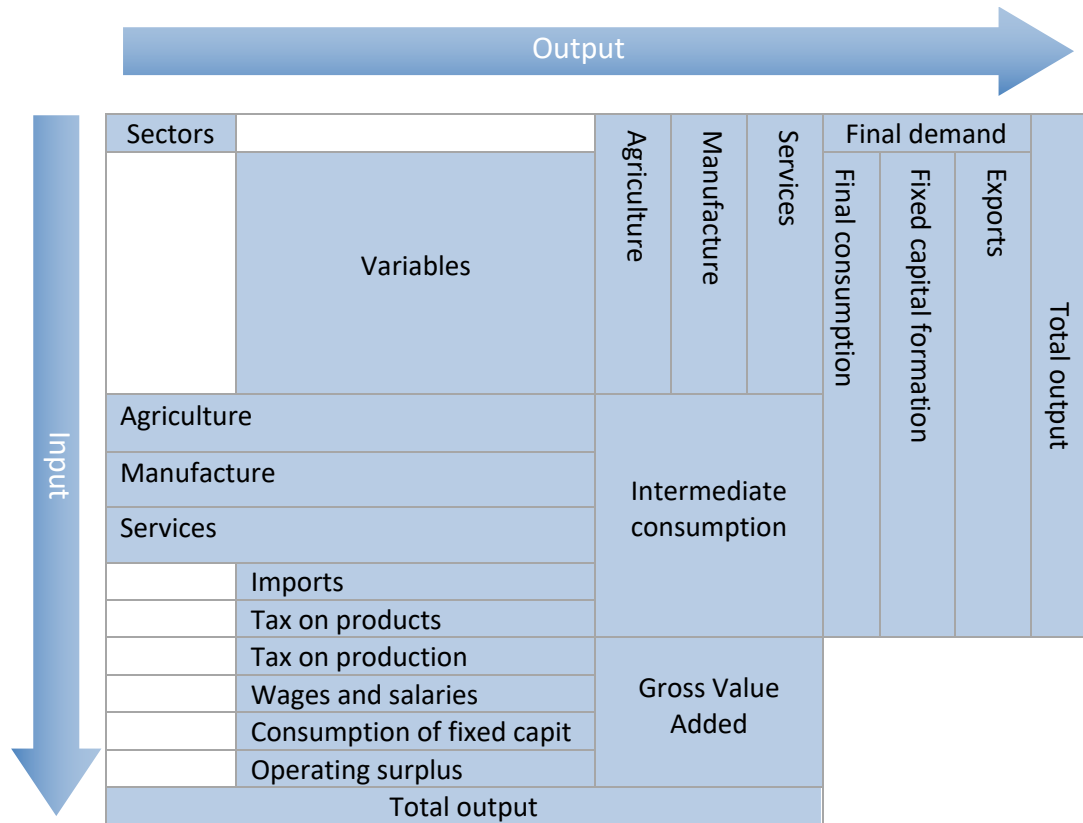 Output
Input
Sectors
Agriculture
Manufacture
Services
Final demand
Variables
Final consumption
Fixed capital formation
Exports
Total output
Agriculture
Manufacture
Services
Intermediate
consumption
Imports
Tax on products
Tax on production
Wages and salaries
Consumption of fixed capit
Operating surplus
Gross Value
Added
Total output